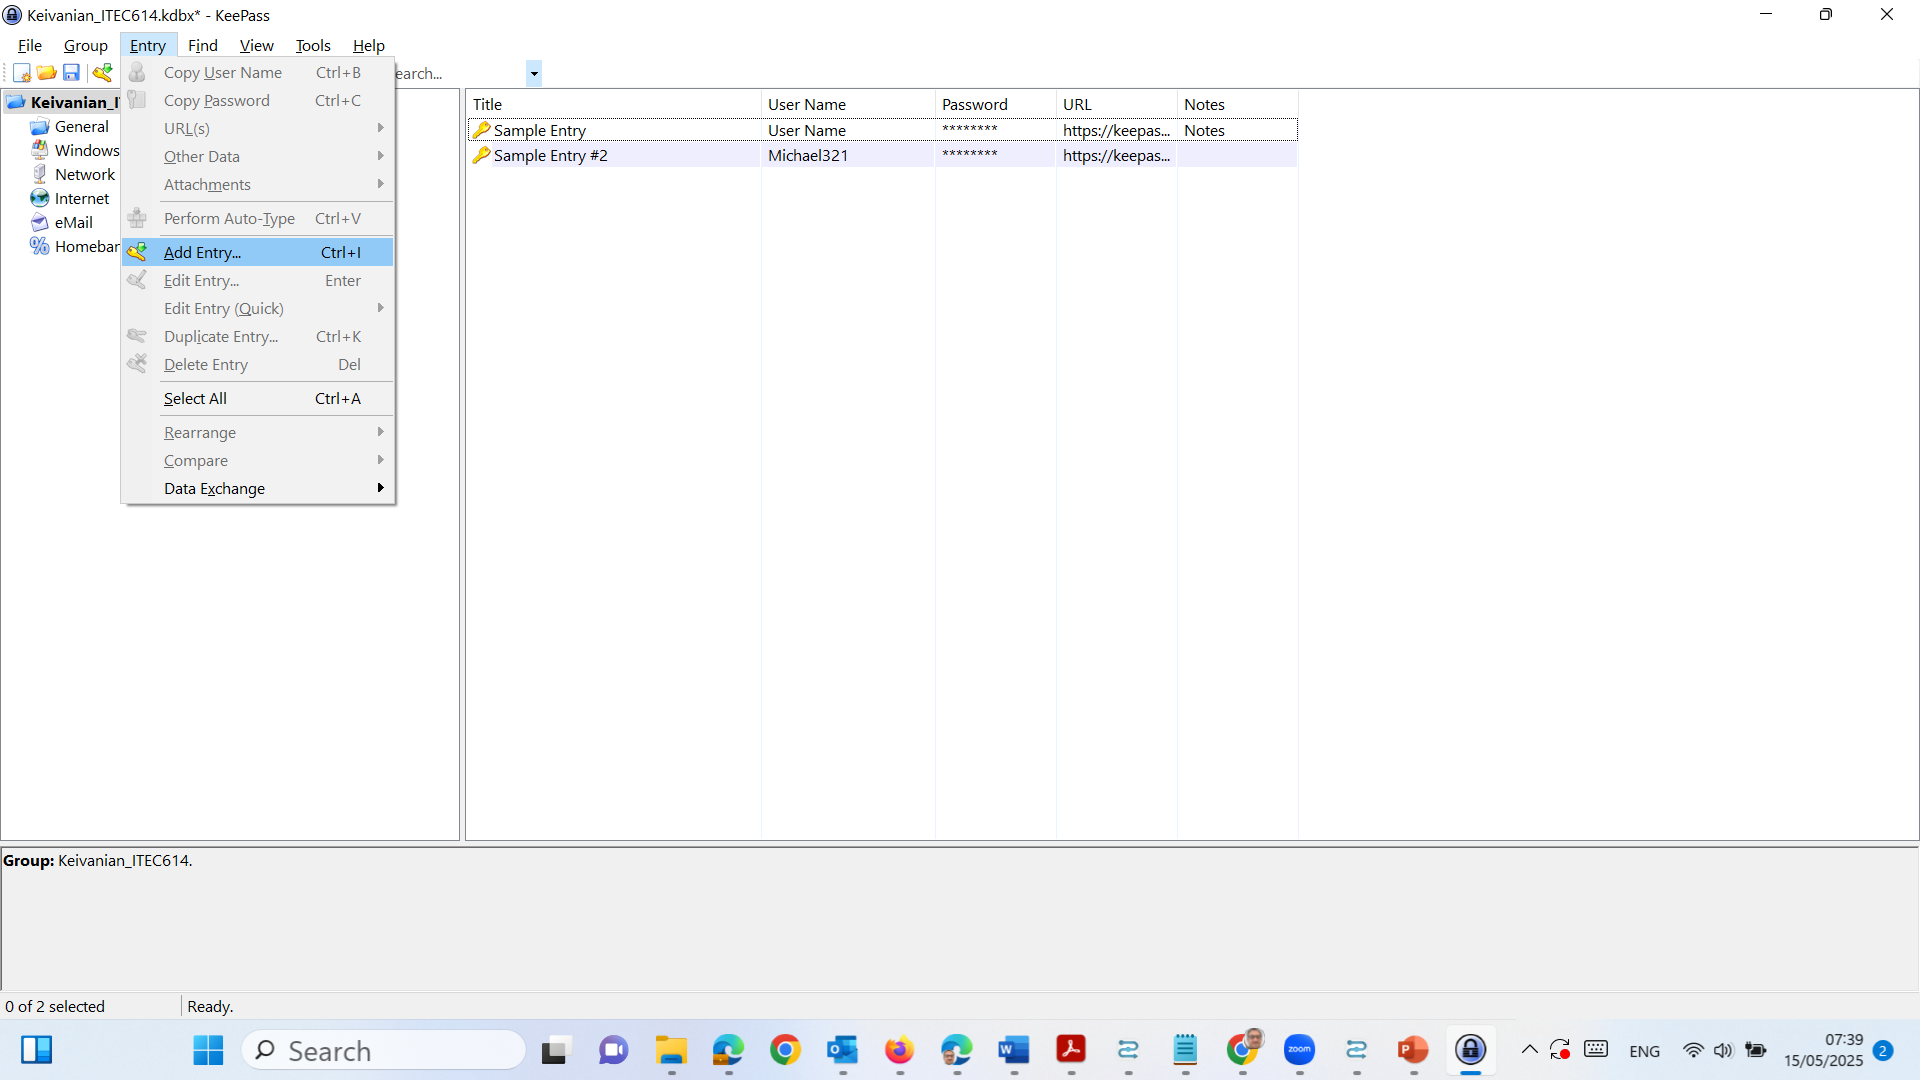 Keivanian_ITEC614.kdbx* - KeePass
File Group Entry Find View Tools Help
earch...
Copy User Name Ctrl+B
Copy Password Ctrl+C
URL(s)
Other Data
Attachments
Perform Auto-Type Ctrl+V
Add Entry... Ctrl+I
Edit Entry... Enter
Edit Entry (Quick)
Duplicate Entry... Ctrl+K
Delete Entry Del
Select All Ctrl+A
Rearrange
Compare
Data Exchange
Keivanian_I
General
Windows
Network
Internet
eMail
Homeban
Title User Name Password URL Notes
Sample Entry User Name ******** https://keepas... Notes
Sample Entry #2 Michael321 ******** https://keepas...
Group: Keivanian_ITEC614.
0 of 2 selected Ready.
Search
zoom
ENG
07:39
15/05/2025
2